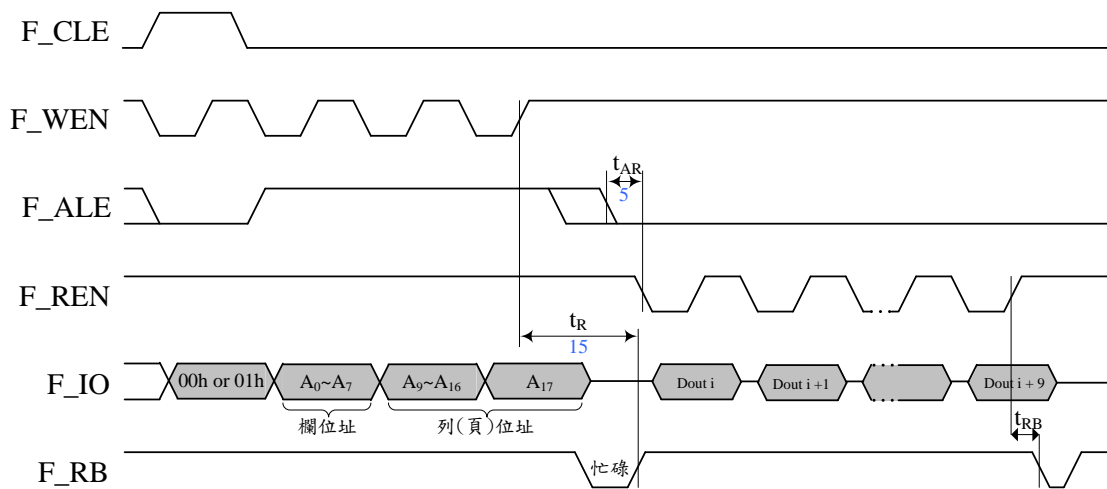 F_CLE
F_WEN
t_AR
5
F_ALE
F_REN
t_R
15
F_IO
00h or 01h
A_0~A_7
A_9~A_16
A_17
Dout i
Dout i +1
Dout i + 9
欄位址
列(頁)位址
t_RB
F_RB
忙碌